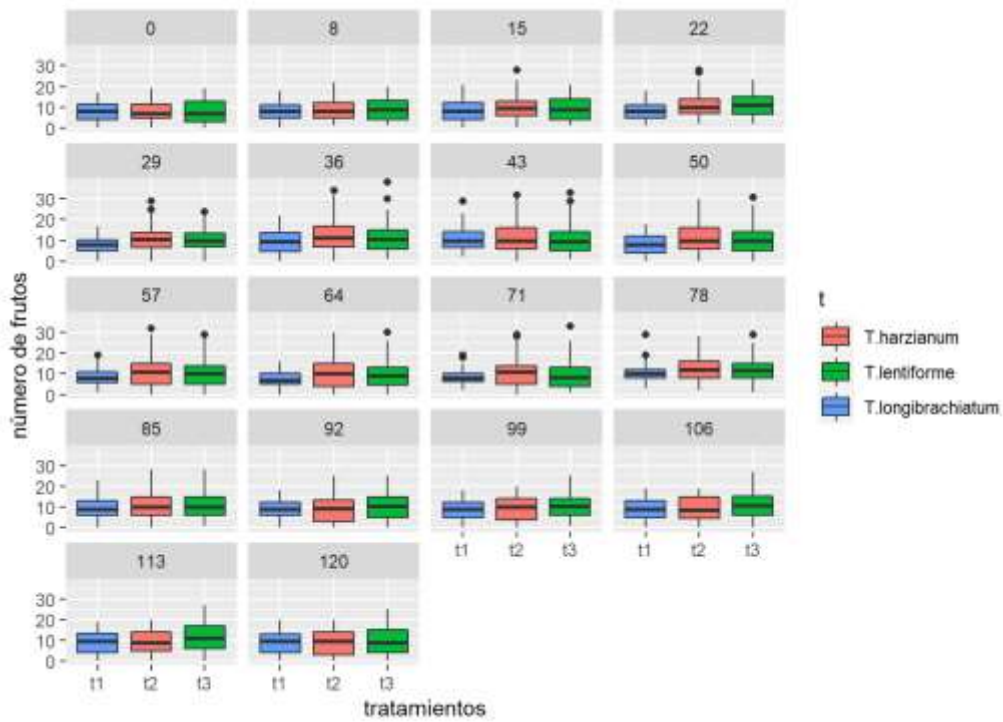 0 8 15 22
30
20
10
0
29 36 43 50
30
20
10
0
57 64 71 78
30
20
10
0
85 92 99 106
30
20
10
0
t1 t2 t3 t1 t2 t3
113 120
30
20
10
0
t1 t2 t3 t1 t2 t3
tratamientos
número de frutos
t
T.harzianum
T.lentiforme
T.longibrachiatum